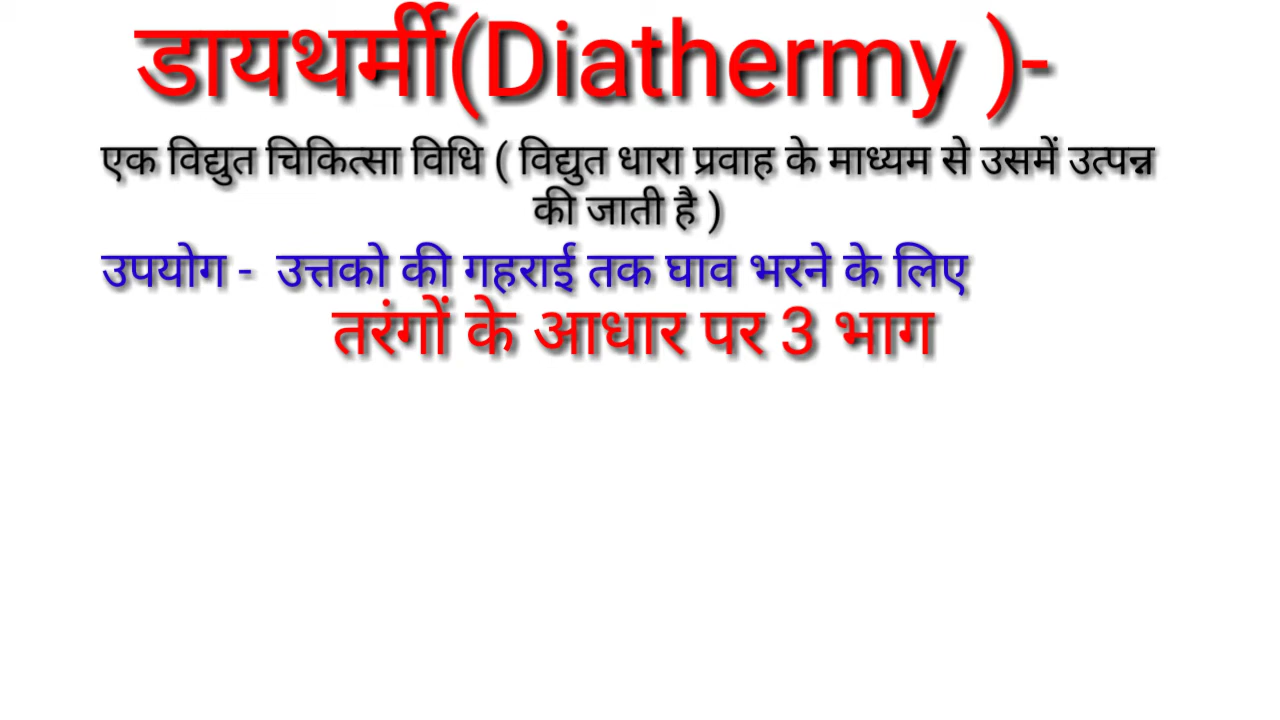 डायथर्मी(Diathermy )-
एक विद्युत चिकित्सा विधि ( विद्युत धारा प्रवाह के माध्यम से उसमें उत्पन्न
की जाती है )
उपयोग - उत्तको की गहराई तक घाव भरने के लिए
तरंगों के आधार पर 3 भाग